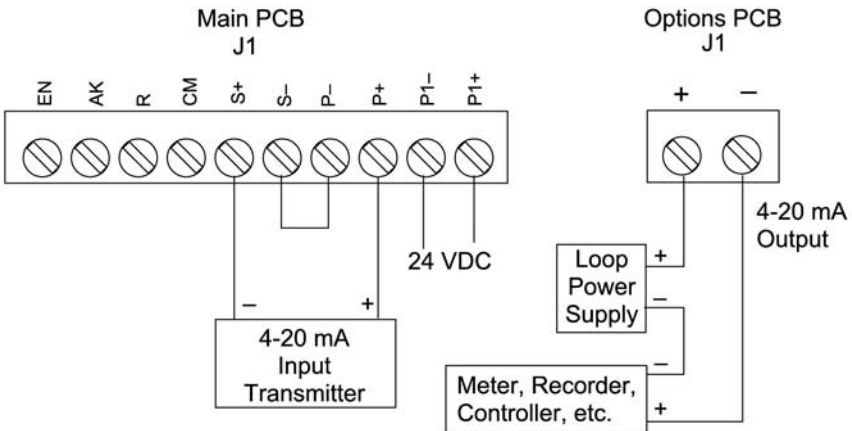 Main PCB
J1
EN AK R CM S+ S– P– P+ P1– P1+
24 VDC
– +
4-20 mA
Input
Transmitter
Options PCB
J1
+ –
4-20 mA
Output
+
Loop
Power
Supply
–
–
Meter, Recorder,
Controller, etc.
+